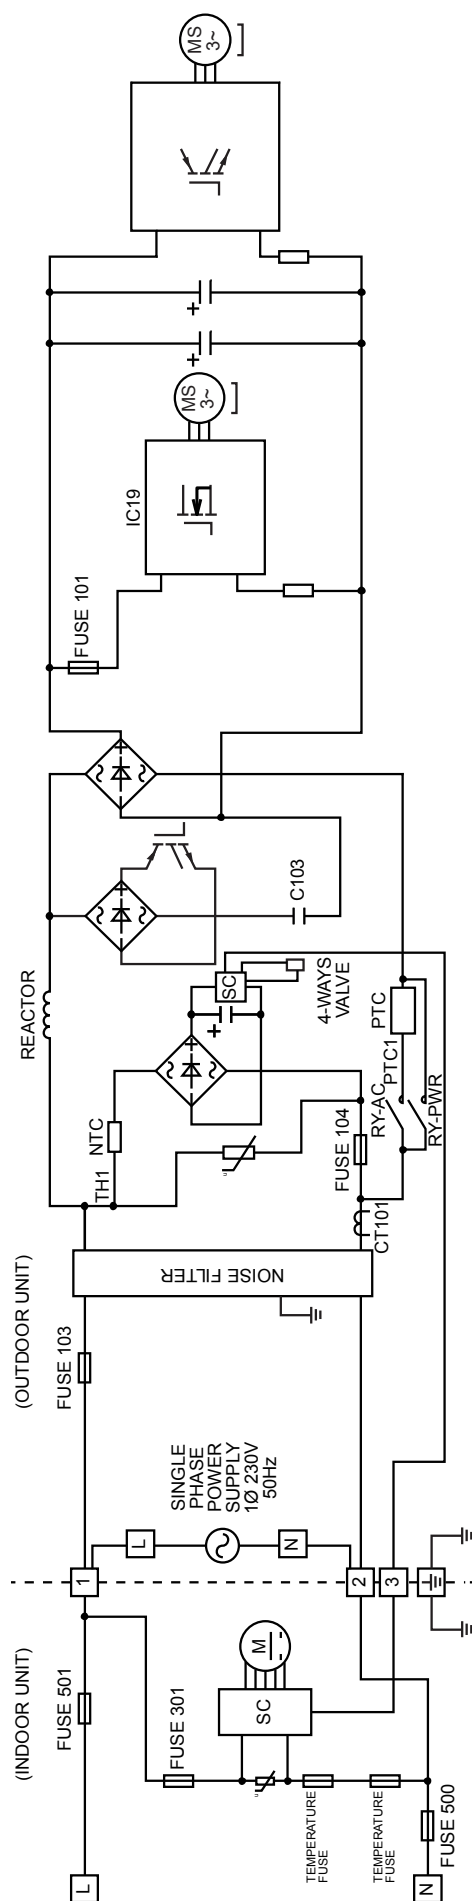 (INDOOR UNIT)
(OUTDOOR UNIT)
L
FUSE 501
1
FUSE 103
FUSE 301
SC
M
TEMPERATURE
FUSE
TEMPERATURE
FUSE
FUSE 500
N
L
N
SINGLE
PHASE
POWER
SUPPLY
1Ø 230V
50Hz
2
3
NOISE FILTER
TH1
NTC
REACTOR
CT101
FUSE 104
RY-AC
RY-PWR
PTC1
PTC
SC
+
4-WAYS
VALVE
C103
FUSE 101
IC19
MS
3~
+
+
MS
3~